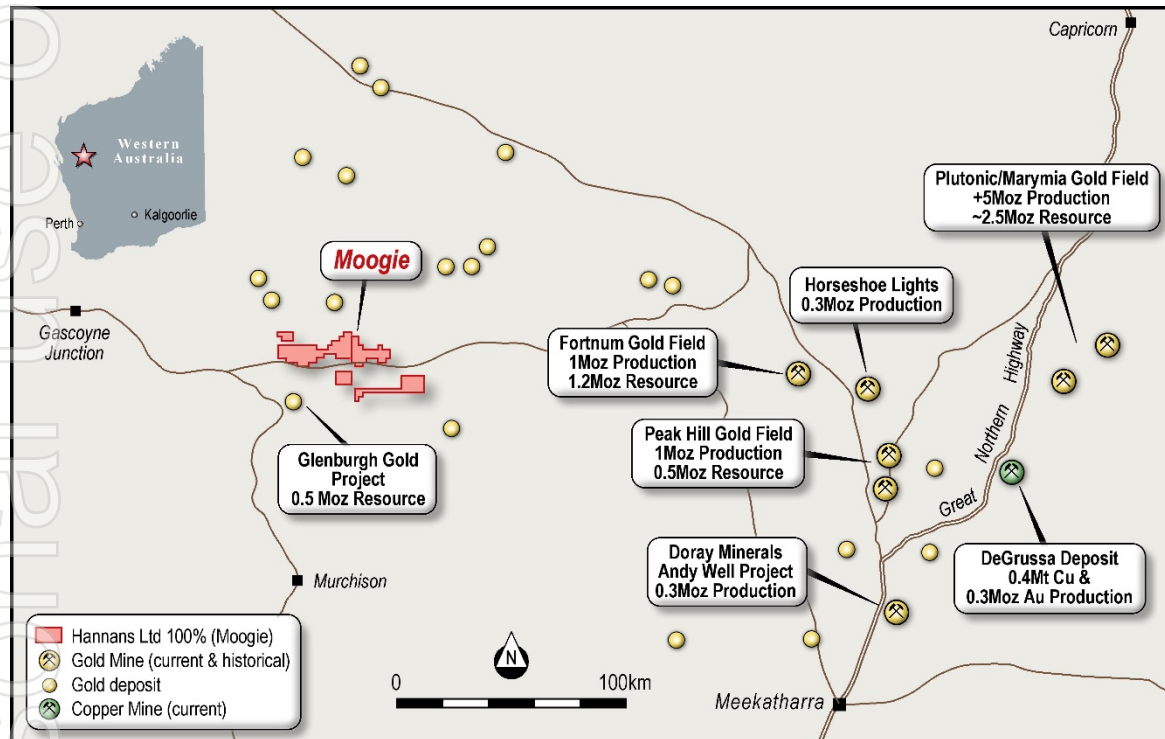 Capricorn
Western
Australia
Perth
Kalgoorlie
Plutonic/Marymia Gold Field
+5Moz Production
~2.5Moz Resource
Moogie
Horseshoe Lights
0.3Moz Production
Gascoyne
Junction
Fortnum Gold Field
1Moz Production
1.2Moz Resource
Great Northern Highway
Peak Hill Gold Field
1Moz Production
0.5Moz Resource
Glenburgh Gold
Project
0.5 Moz Resource
Doray Minerals
Andy Well Project
0.3Moz Production
DeGrussa Deposit
0.4Mt Cu &
0.3Moz Au Production
Murchison
Hannans Ltd 100% (Moogie)
Gold Mine (current & historical)
Gold deposit
Copper Mine (current)
N
0 100km
Meekatharra